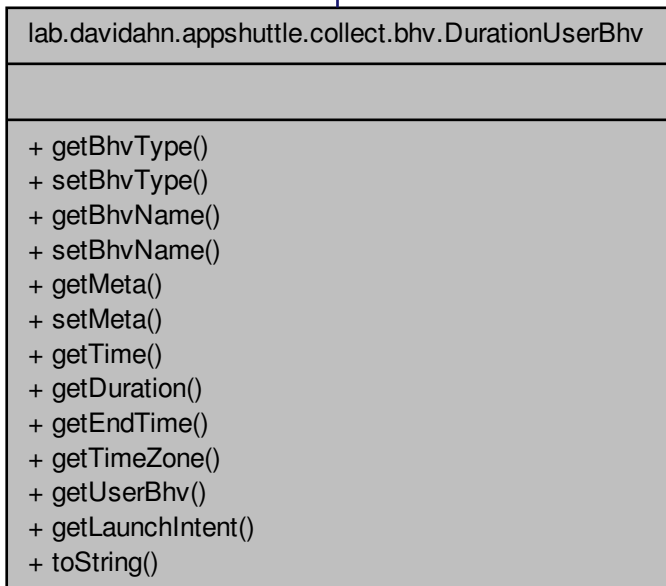 lab.davidahn.appshuttle.collect.bhv.DurationUserBhv
+ getBhvType()
+ setBhvType()
+ getBhvName()
+ setBhvName()
+ getMeta()
+ setMeta()
+ getTime()
+ getDuration()
+ getEndTime()
+ getTimeZone()
+ getUserBhv()
+ getLaunchIntent()
+ toString()